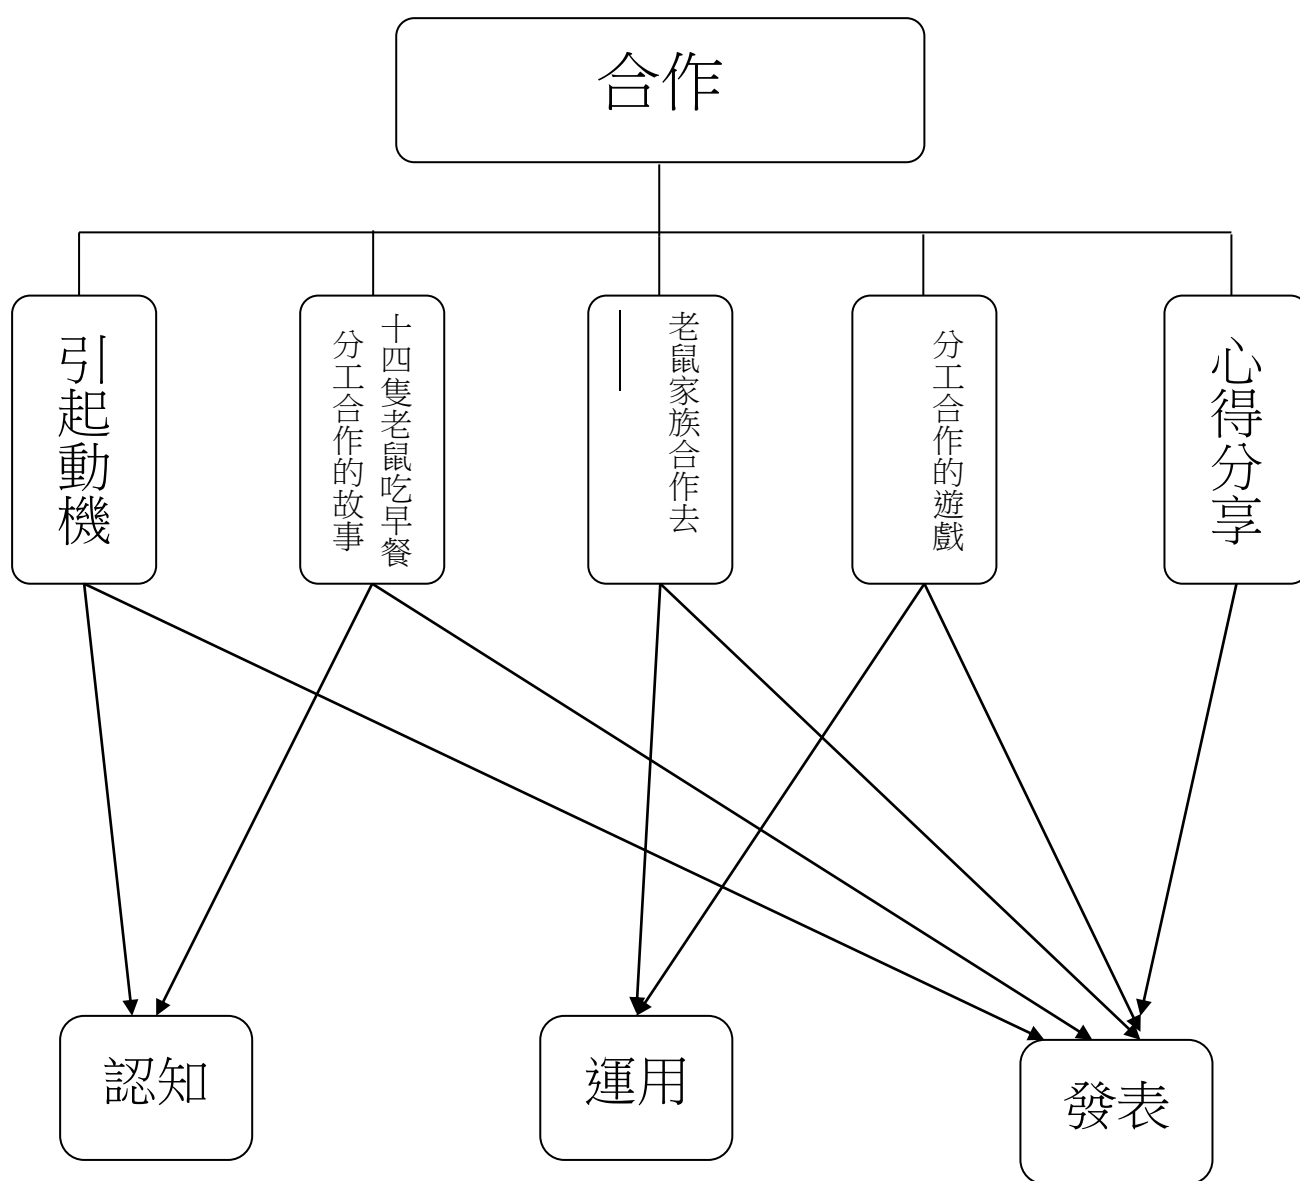 合作
引起動機
十四隻老鼠吃早餐
分工合作的故事
老鼠家族合作去
分工合作的遊戲
心得分享
認知
運用
發表